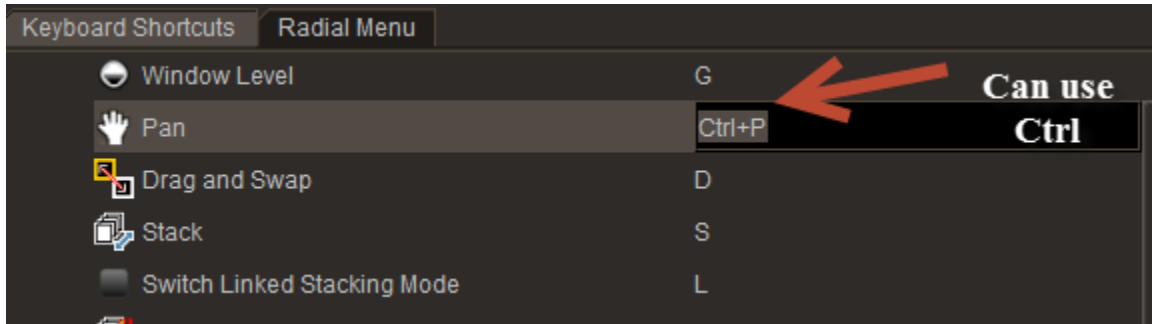 Keyboard Shortcuts Radial Menu
Window Level G
Pan Ctrl+P
Drag and Swap D
Stack S
Switch Linked Stacking Mode L
Can use
Ctrl